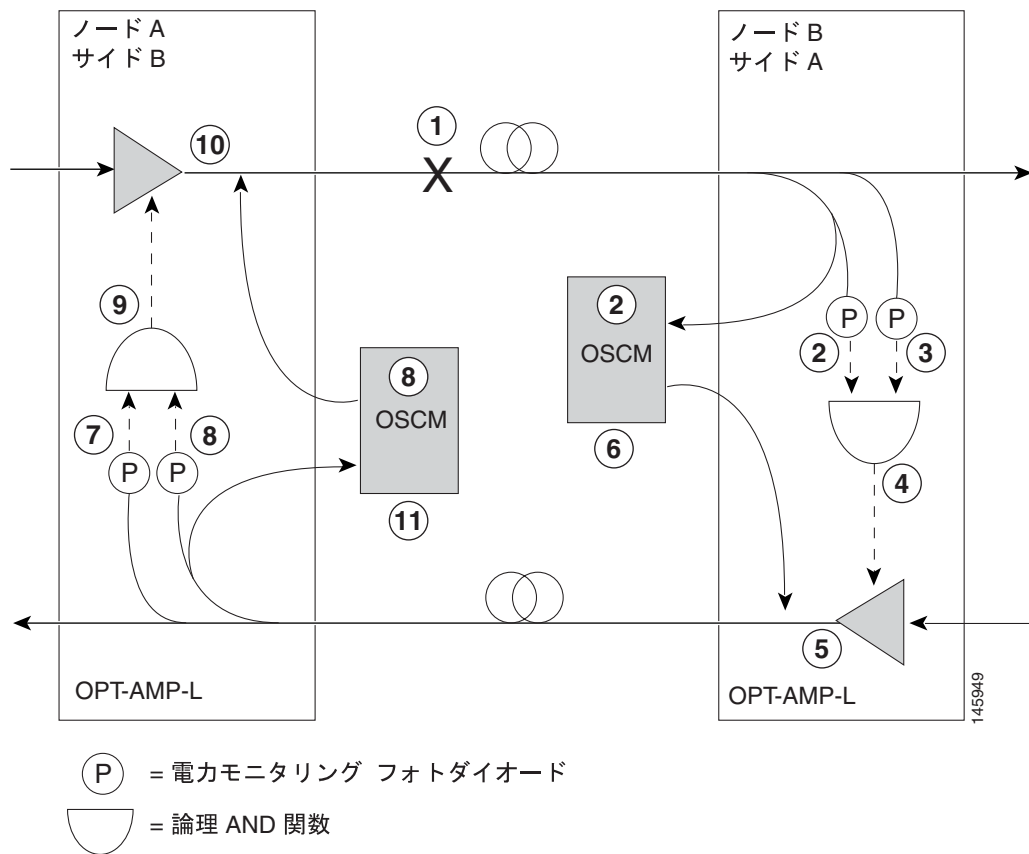 ノード A
サイド B
ノード B
サイド A
1
10
2
OSCM
P
P
9
2
3
8
OSCM
7
8
6
4
P
P
11
5
OPT-AMP-L
OPT-AMP-L
145949
P = 電力モニタリング フォトダイオード
= 論理 AND 関数